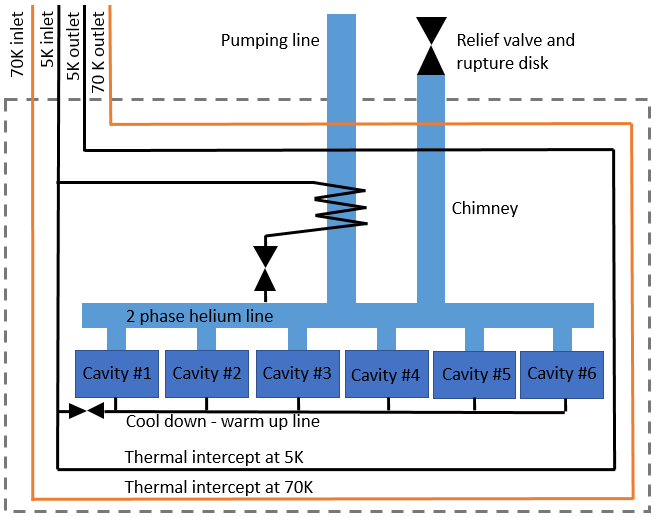 70K inlet
5K inlet
5K outlet
70 K outlet
Pumping line
Relief valve and
rupture disk
Chimney
2 phase helium line
Cavity #1
Cavity #2
Cavity #3
Cavity #4
Cavity #5
Cavity #6
Cool down - warm up line
Thermal intercept at 5K
Thermal intercept at 70K